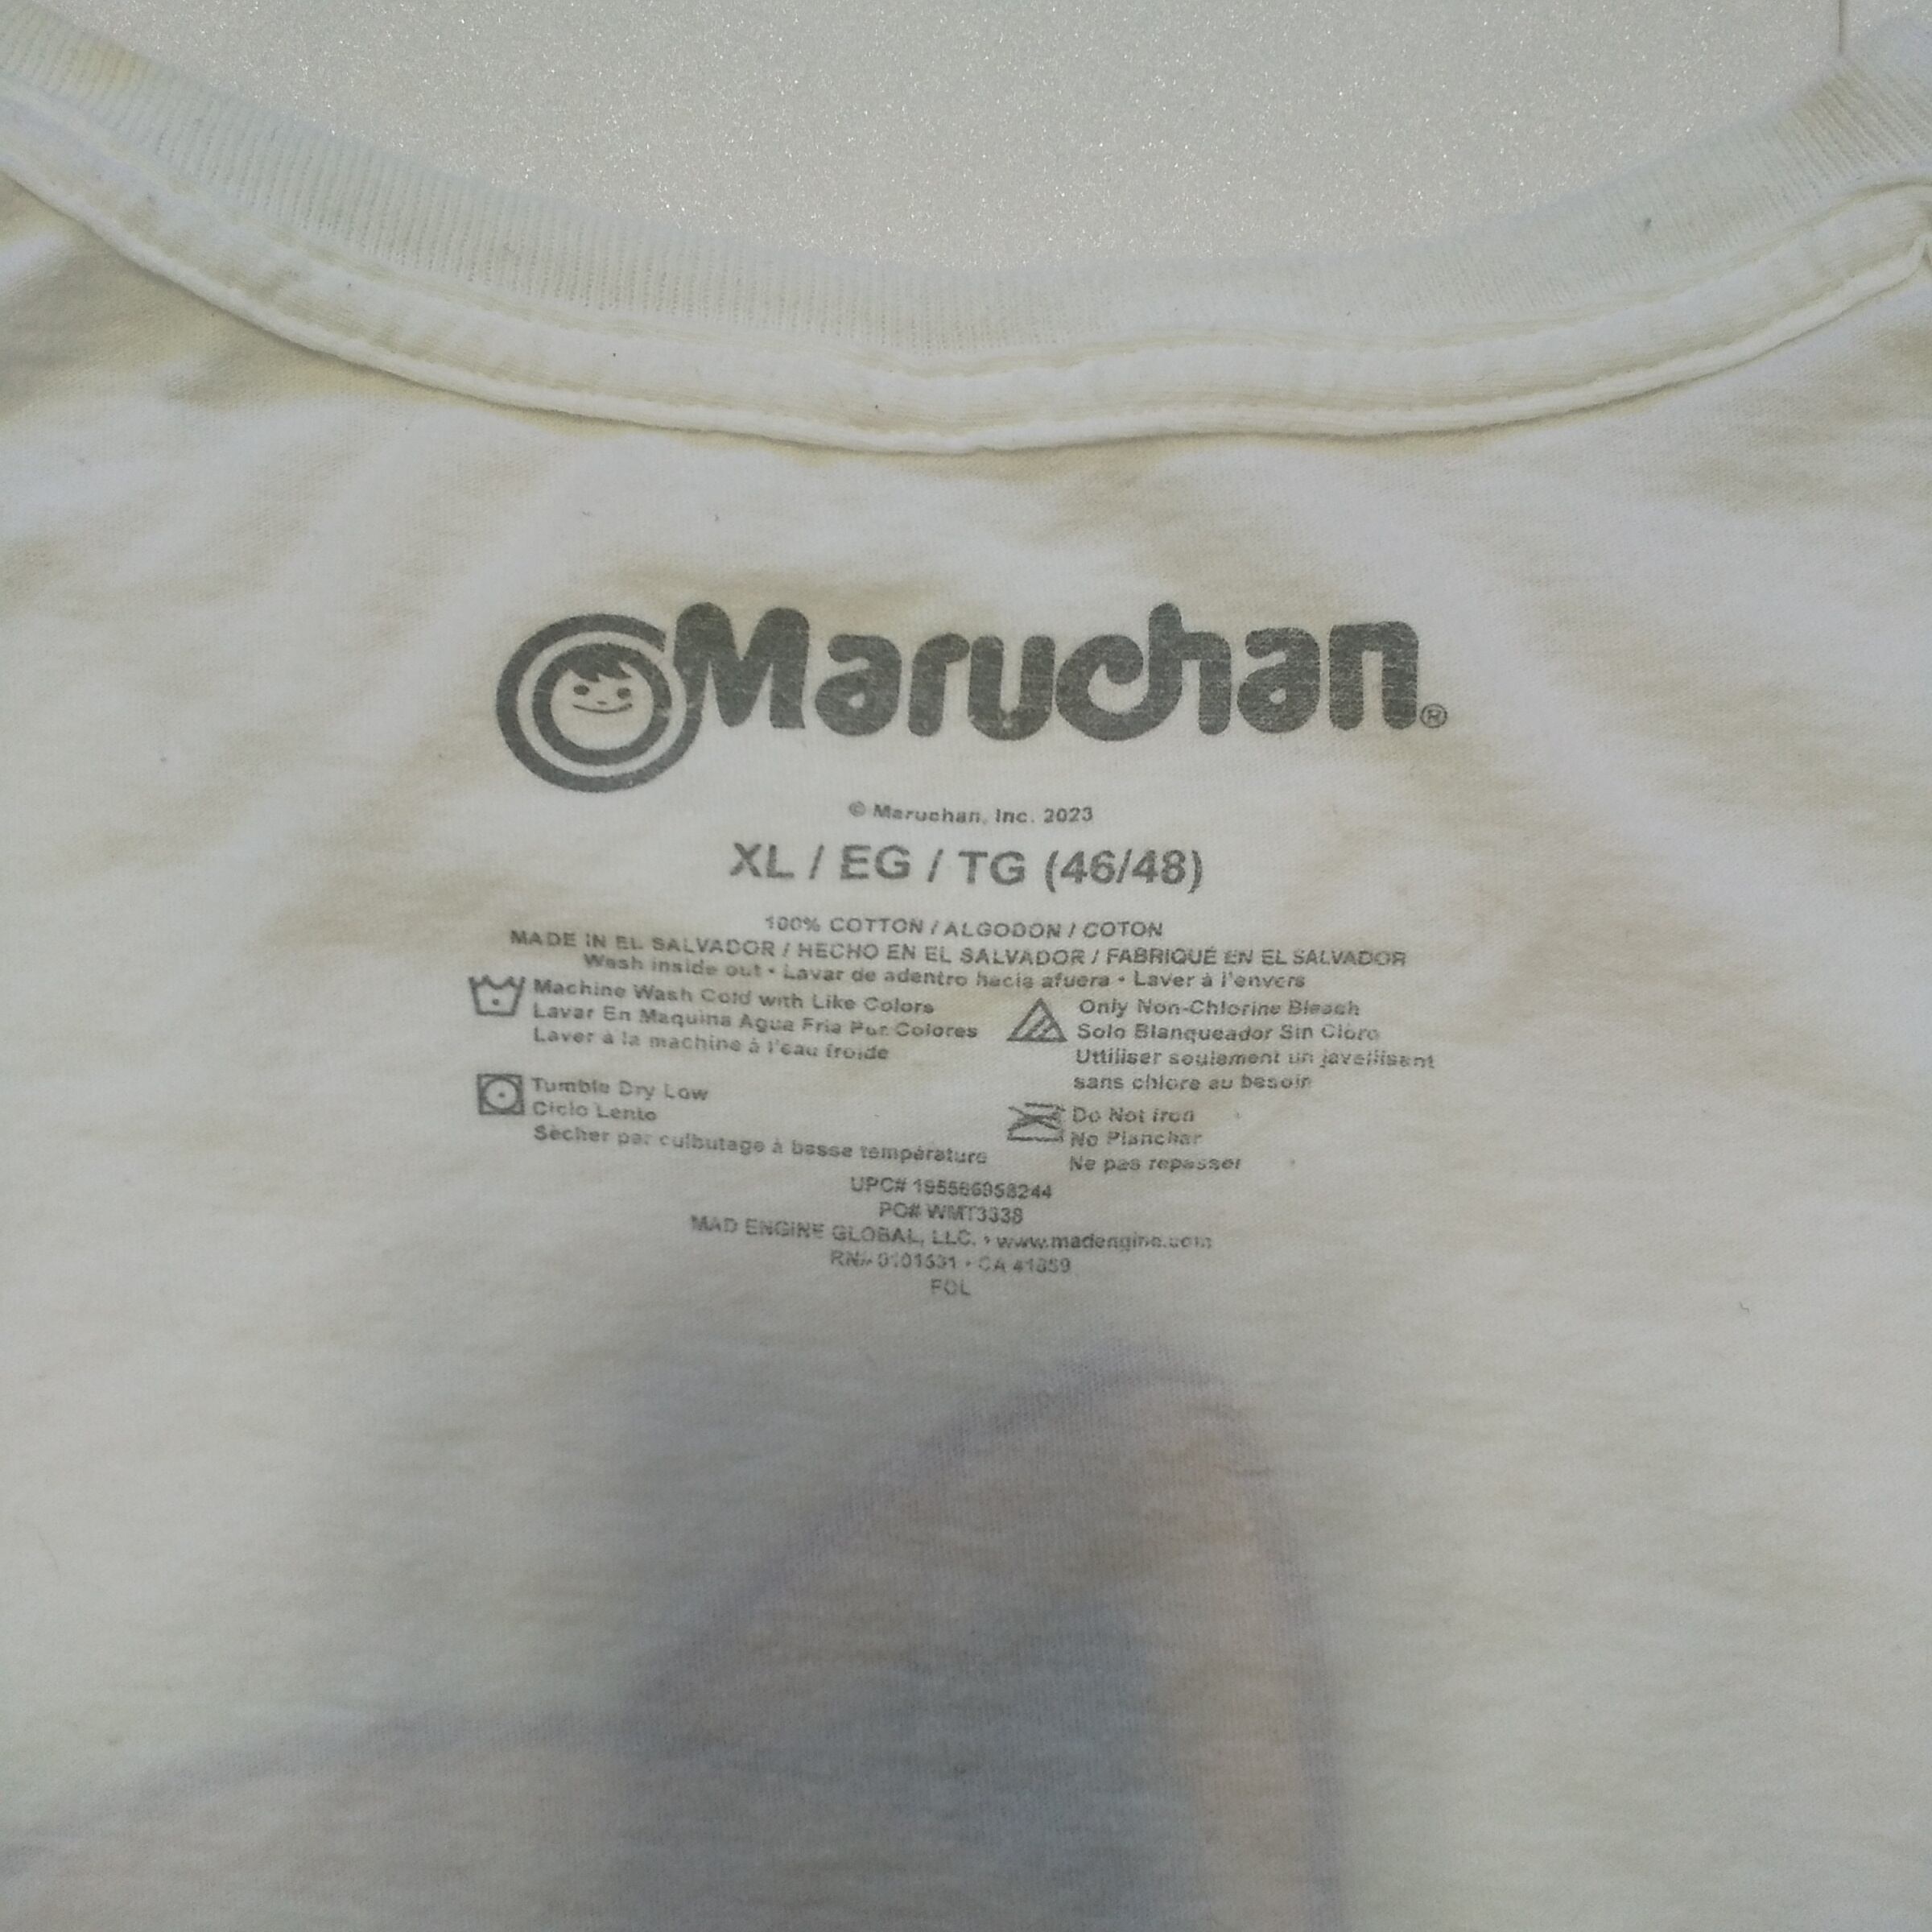 Maruchan®
© Maruchan, Inc. 2023
XL / EG / TG (46/48)
100% COTTON / ALGODON / COTON
MADE IN EL SALVADOR / HECHO EN EL SALVADOR / FABRIQUÉ EN EL SALVADOR
Wash inside out • Lavar de adentro hacia afuera • Laver à l'envers
Machine Wash Cold with Like Colors
Lavar En Maquina Agua Fria Por Colores
Laver à la machine à l'eau froide
Only Non-Chlorine Bleach
Solo Blanqueador Sin Cloro
Uttiliser seulement un javellisant
sans chlore au besoin
Tumble Dry Low
Ciclo Lento
Sècher par culbutage à basse température
Do Not Iron
No Planchar
Ne pas repasser
UPC#
PO# WMT3338
MAD ENGINE GLOBAL, LLC. • www.madengine.com
RN# • CA
FOL